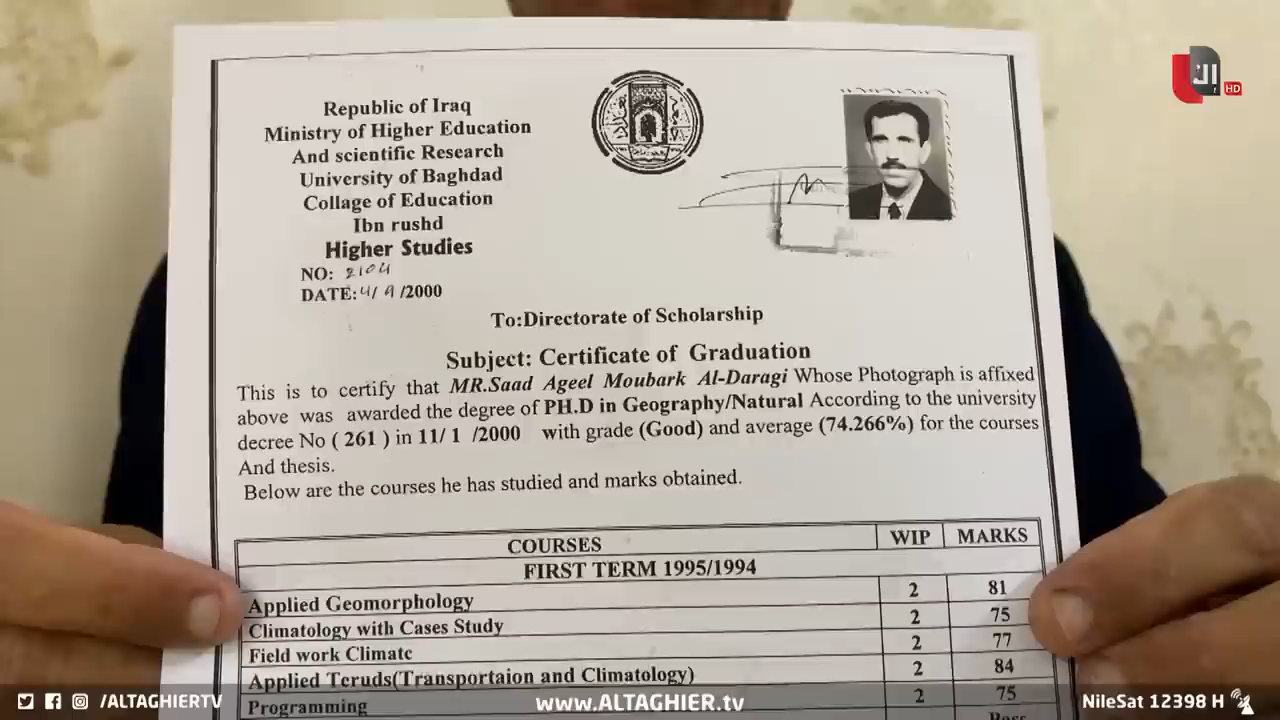 Republic of Iraq
Ministry of Higher Education
And scientific Research
University of Baghdad
Collage of Education
Ibn rushd
Higher Studies
NO: 2104
DATE: 4/9/2000
To:Directorate of Scholarship
Subject: Certificate of Graduation
This is to certify that MR.Saad Ageel Moubark Al-Daragi Whose Photograph is affixed
above was awarded the degree of PH.D in Geography/Natural According to the university
decree No ( 261 ) in 11/ 1 /2000 with grade (Good) and average (74.266%) for the courses
And thesis.
Below are the courses he has studied and marks obtained.
COURSES WIP MARKS
FIRST TERM 1995/1994
Applied Geomorphology 2 81
Climatology with Cases Study 2 75
Field work Climatc 2 77
Applied Tcruds(Transportaion and Climatology) 2 84
Programming 2 75
الآن HD
/ALTAGHIERTV
www.ALTAGHIER.tv
NileSat 12398 H